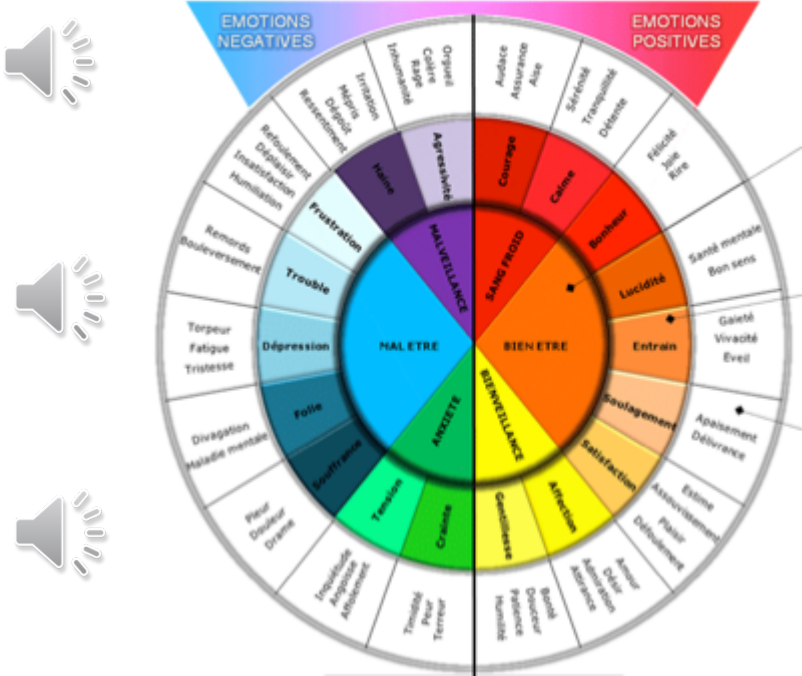 EMOTIONS
NEGATIVES
EMOTIONS
POSITIVES
Orgueil
Colère
Rage
Inhumanité
Audace
Assurance
Aise
Irritation
Mépris
Dégoût
Ressentiment
Sérénité
Tranquilité
Détente
Refoulement
Déplaisir
Insatisfaction
Humiliation
Félicité
Joie
Rire
Remords
Bouleversement
Santé mentale
Bon sens
Torpeur
Fatigue
Tristesse
Gaieté
Vivacité
Eveil
Divagation
Maladie mentale
Apaisement
Délivrance
Pleur
Douleur
Drame
Estime
Assouvissement
Plaisir
Défoulement
Inquiétude
Angoisse
Affolement
Amour
Désir
Admiration
Attirance
Timidité
Peur
Terreur
Bonté
Douceur
Patience
Humilité
Haine
Agressivité
Courage
Calme
Frustration
Bonheur
Trouble
Lucidité
Dépression
Entrain
Folie
Soulagement
Souffrance
Satisfaction
Tension
Crainte
Gentillesse
Affection
MALVEILLANCE
SANG FROID
MAL ETRE
BIEN ETRE
ANXIETE
BIENVEILLANCE